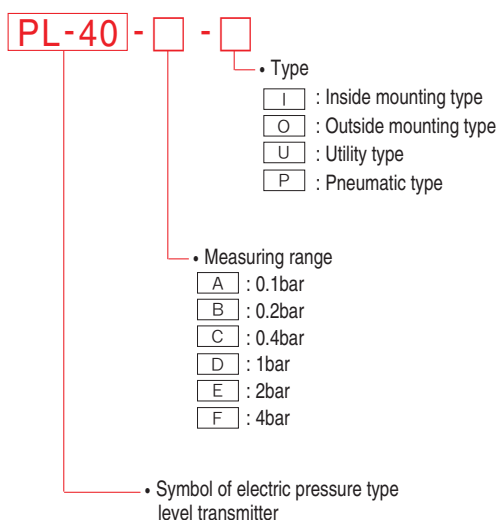 PL-40 - □ - □
• Type
I : Inside mounting type
O : Outside mounting type
U : Utility type
P : Pneumatic type
• Measuring range
A : 0.1bar
B : 0.2bar
C : 0.4bar
D : 1bar
E : 2bar
F : 4bar
• Symbol of electric pressure type
level transmitter